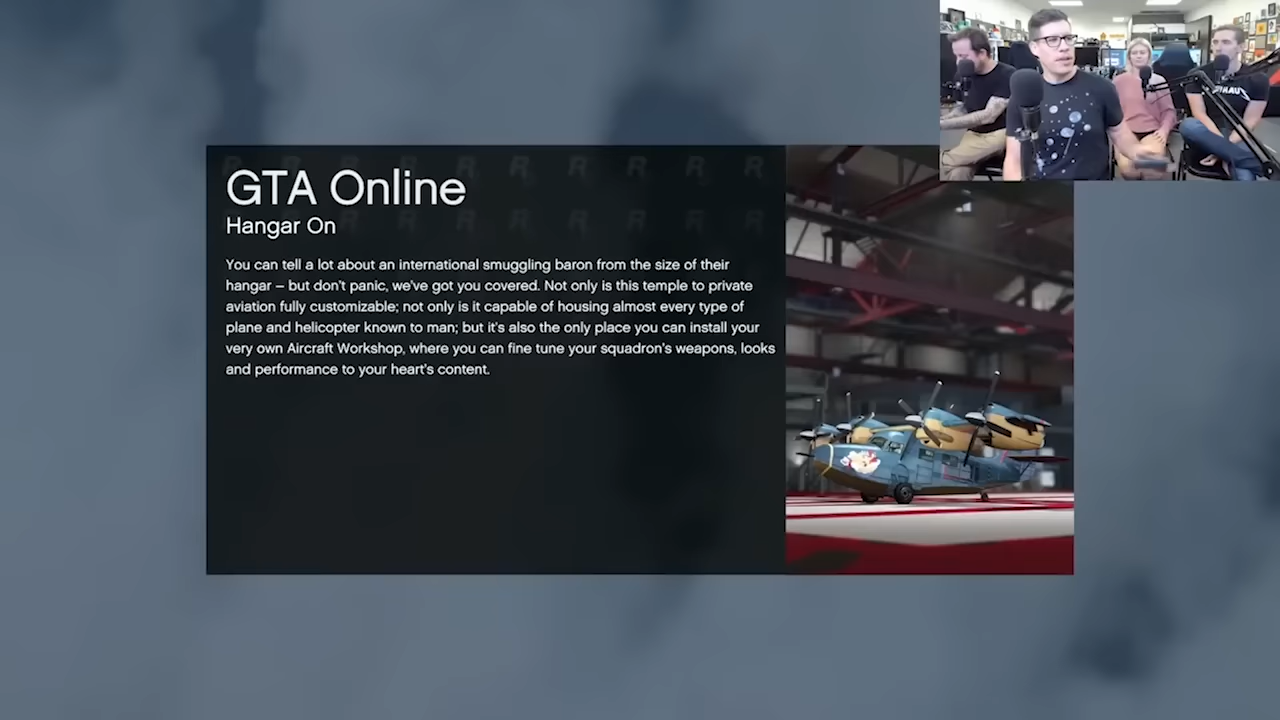 GTA Online
Hangar On
You can tell a lot about an international smuggling baron from the size of their
hangar – but don't panic, we've got you covered. Not only is this temple to private
aviation fully customizable; not only is it capable of housing almost every type of
plane and helicopter known to man; but it's also the only place you can install your
very own Aircraft Workshop, where you can fine tune your squadron's weapons, looks
and performance to your heart's content.